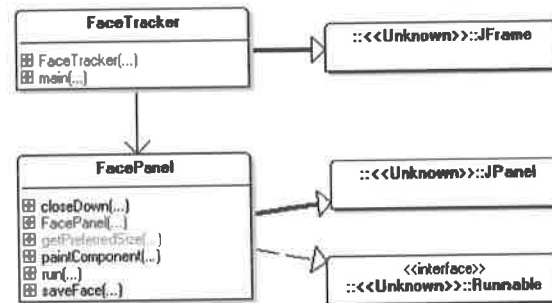 FaceTracker
FaceTracker(...)
main(...)
::<<Unknown>>::JFrame
FacePanel
closeDown(...)
FacePanel(...)
getPreferredSize(...)
paintComponent(...)
run(...)
saveFace(...)
::<<Unknown>>::JPanel
<<interface>>
::<<Unknown>>::Runnable